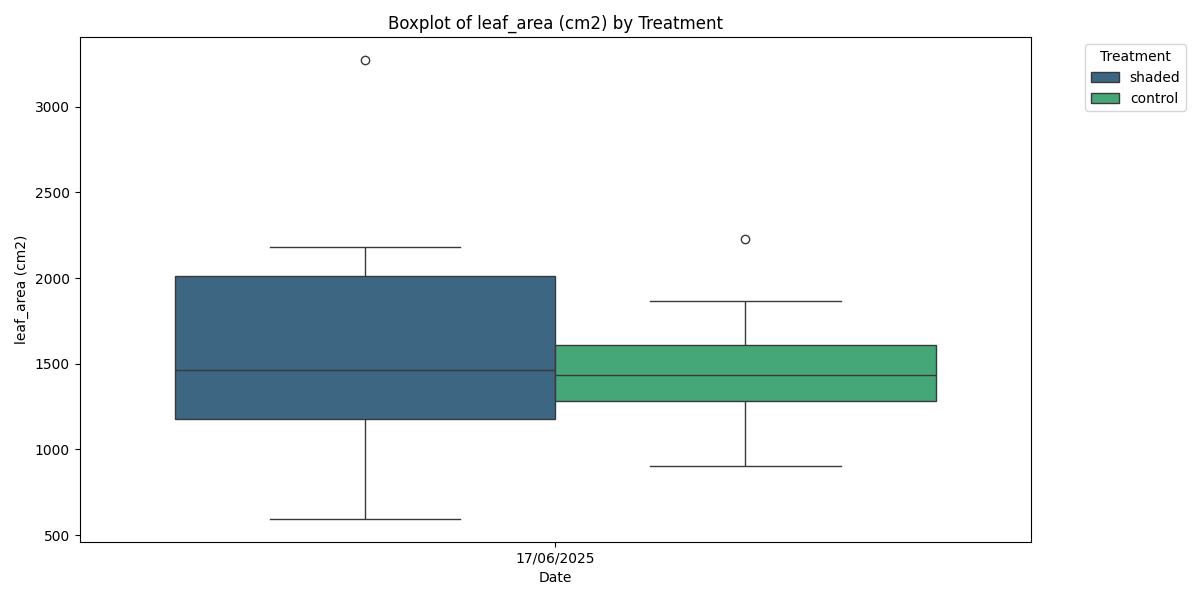 Boxplot of leaf_area (cm2) by Treatment
Treatment
shaded
control
leaf_area (cm2)
3000
2500
2000
1500
1000
500
17/06/2025
Date